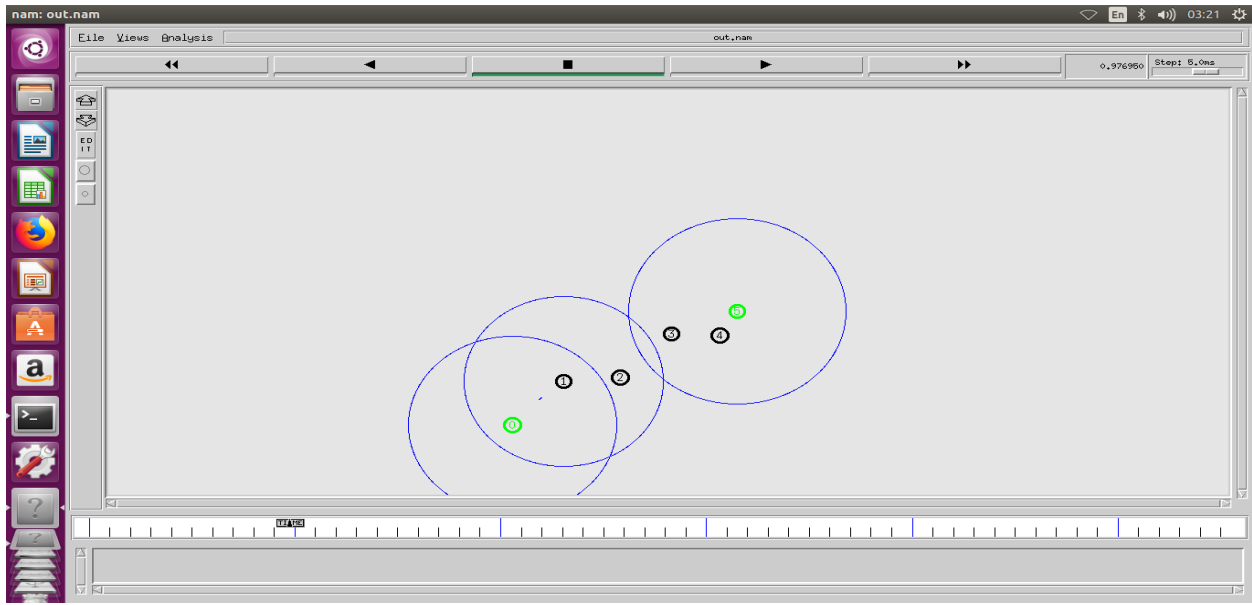 nam: out.nam
En
03:21
File Views Analysis
out.nam
0.976950
Step: 5.0ms
ED
IT
5
3
4
1
2
0
TIME
a
A
>_
?
?